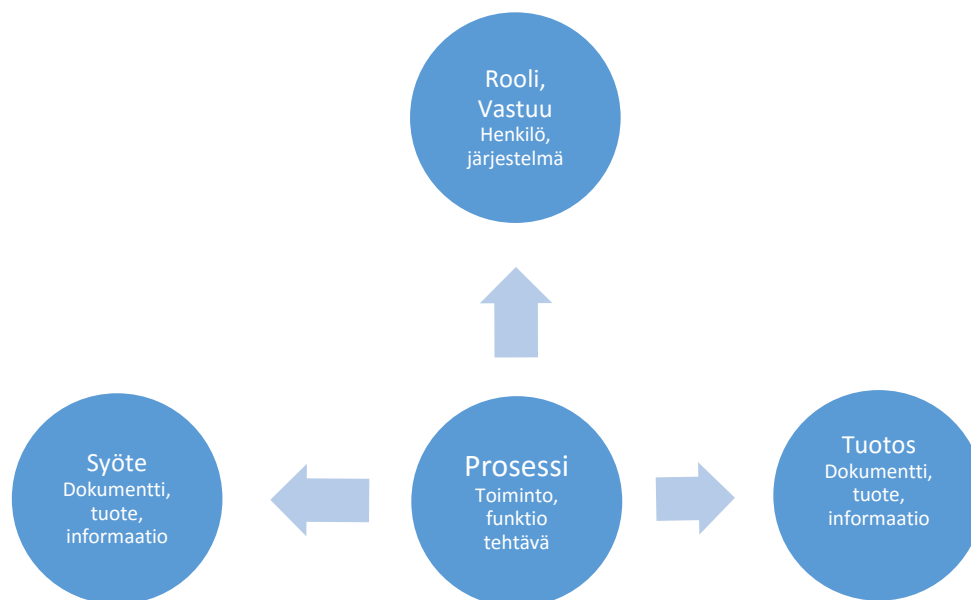 Rooli,
Vastuu
Henkilö,
järjestelmä
Syöte
Dokumentti,
tuote,
informaatio
Prosessi
Toiminto,
funktio
tehtävä
Tuotos
Dokumentti,
tuote,
informaatio